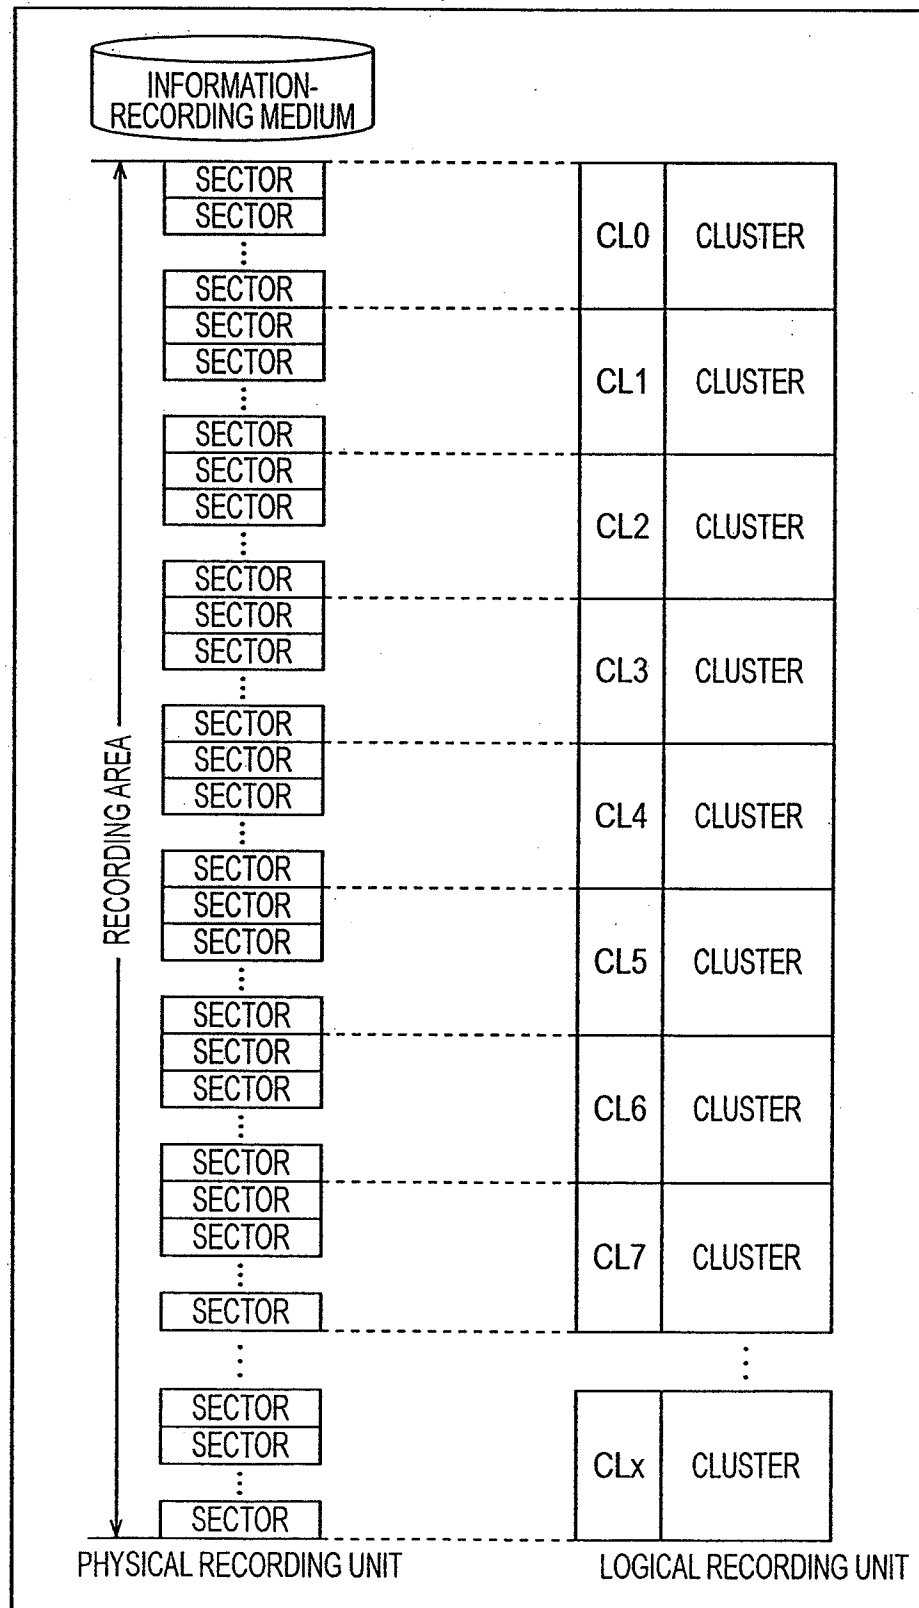 INFORMATION-
RECORDING MEDIUM
RECORDING AREA
SECTOR
SECTOR
SECTOR
CL0 CLUSTER
SECTOR
SECTOR
SECTOR
CL1 CLUSTER
SECTOR
SECTOR
SECTOR
CL2 CLUSTER
SECTOR
SECTOR
SECTOR
CL3 CLUSTER
SECTOR
SECTOR
SECTOR
CL4 CLUSTER
SECTOR
SECTOR
SECTOR
CL5 CLUSTER
SECTOR
SECTOR
SECTOR
CL6 CLUSTER
SECTOR
SECTOR
SECTOR
CL7 CLUSTER
SECTOR
SECTOR
SECTOR
CLx CLUSTER
PHYSICAL RECORDING UNIT
LOGICAL RECORDING UNIT